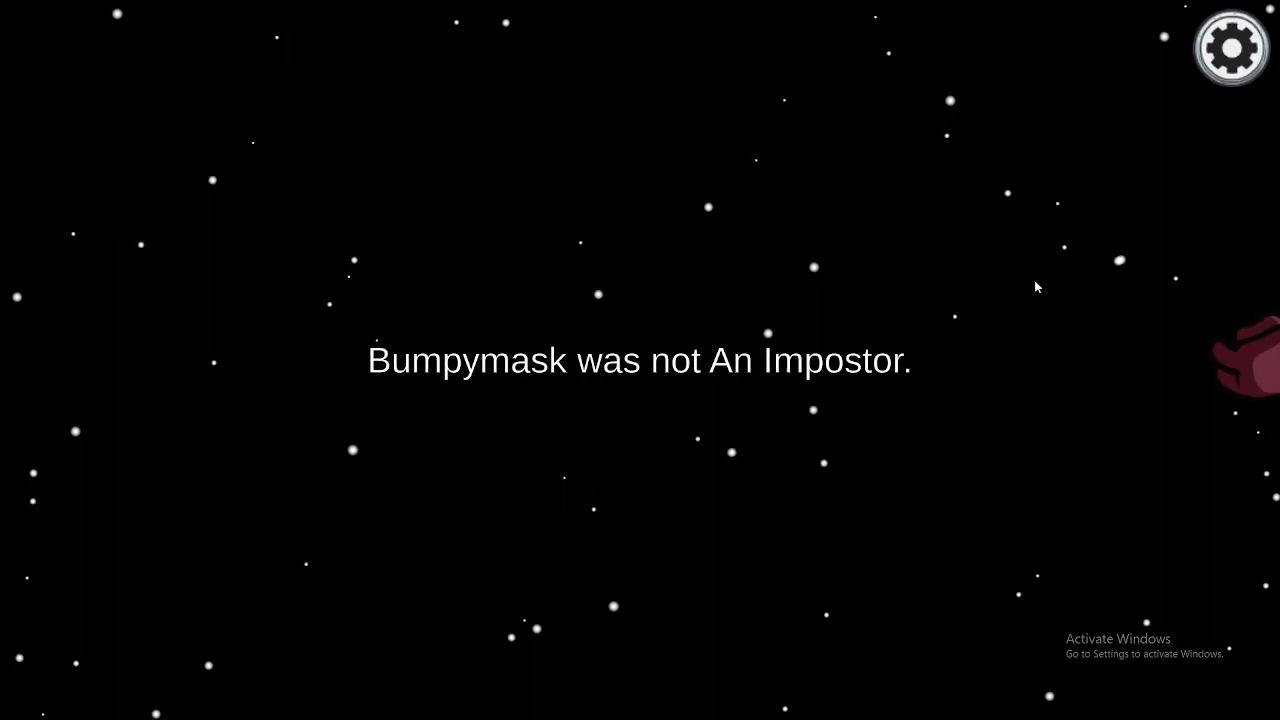 Bumpymask was not An Impostor.
Activate Windows
Go to Settings to activate Windows.